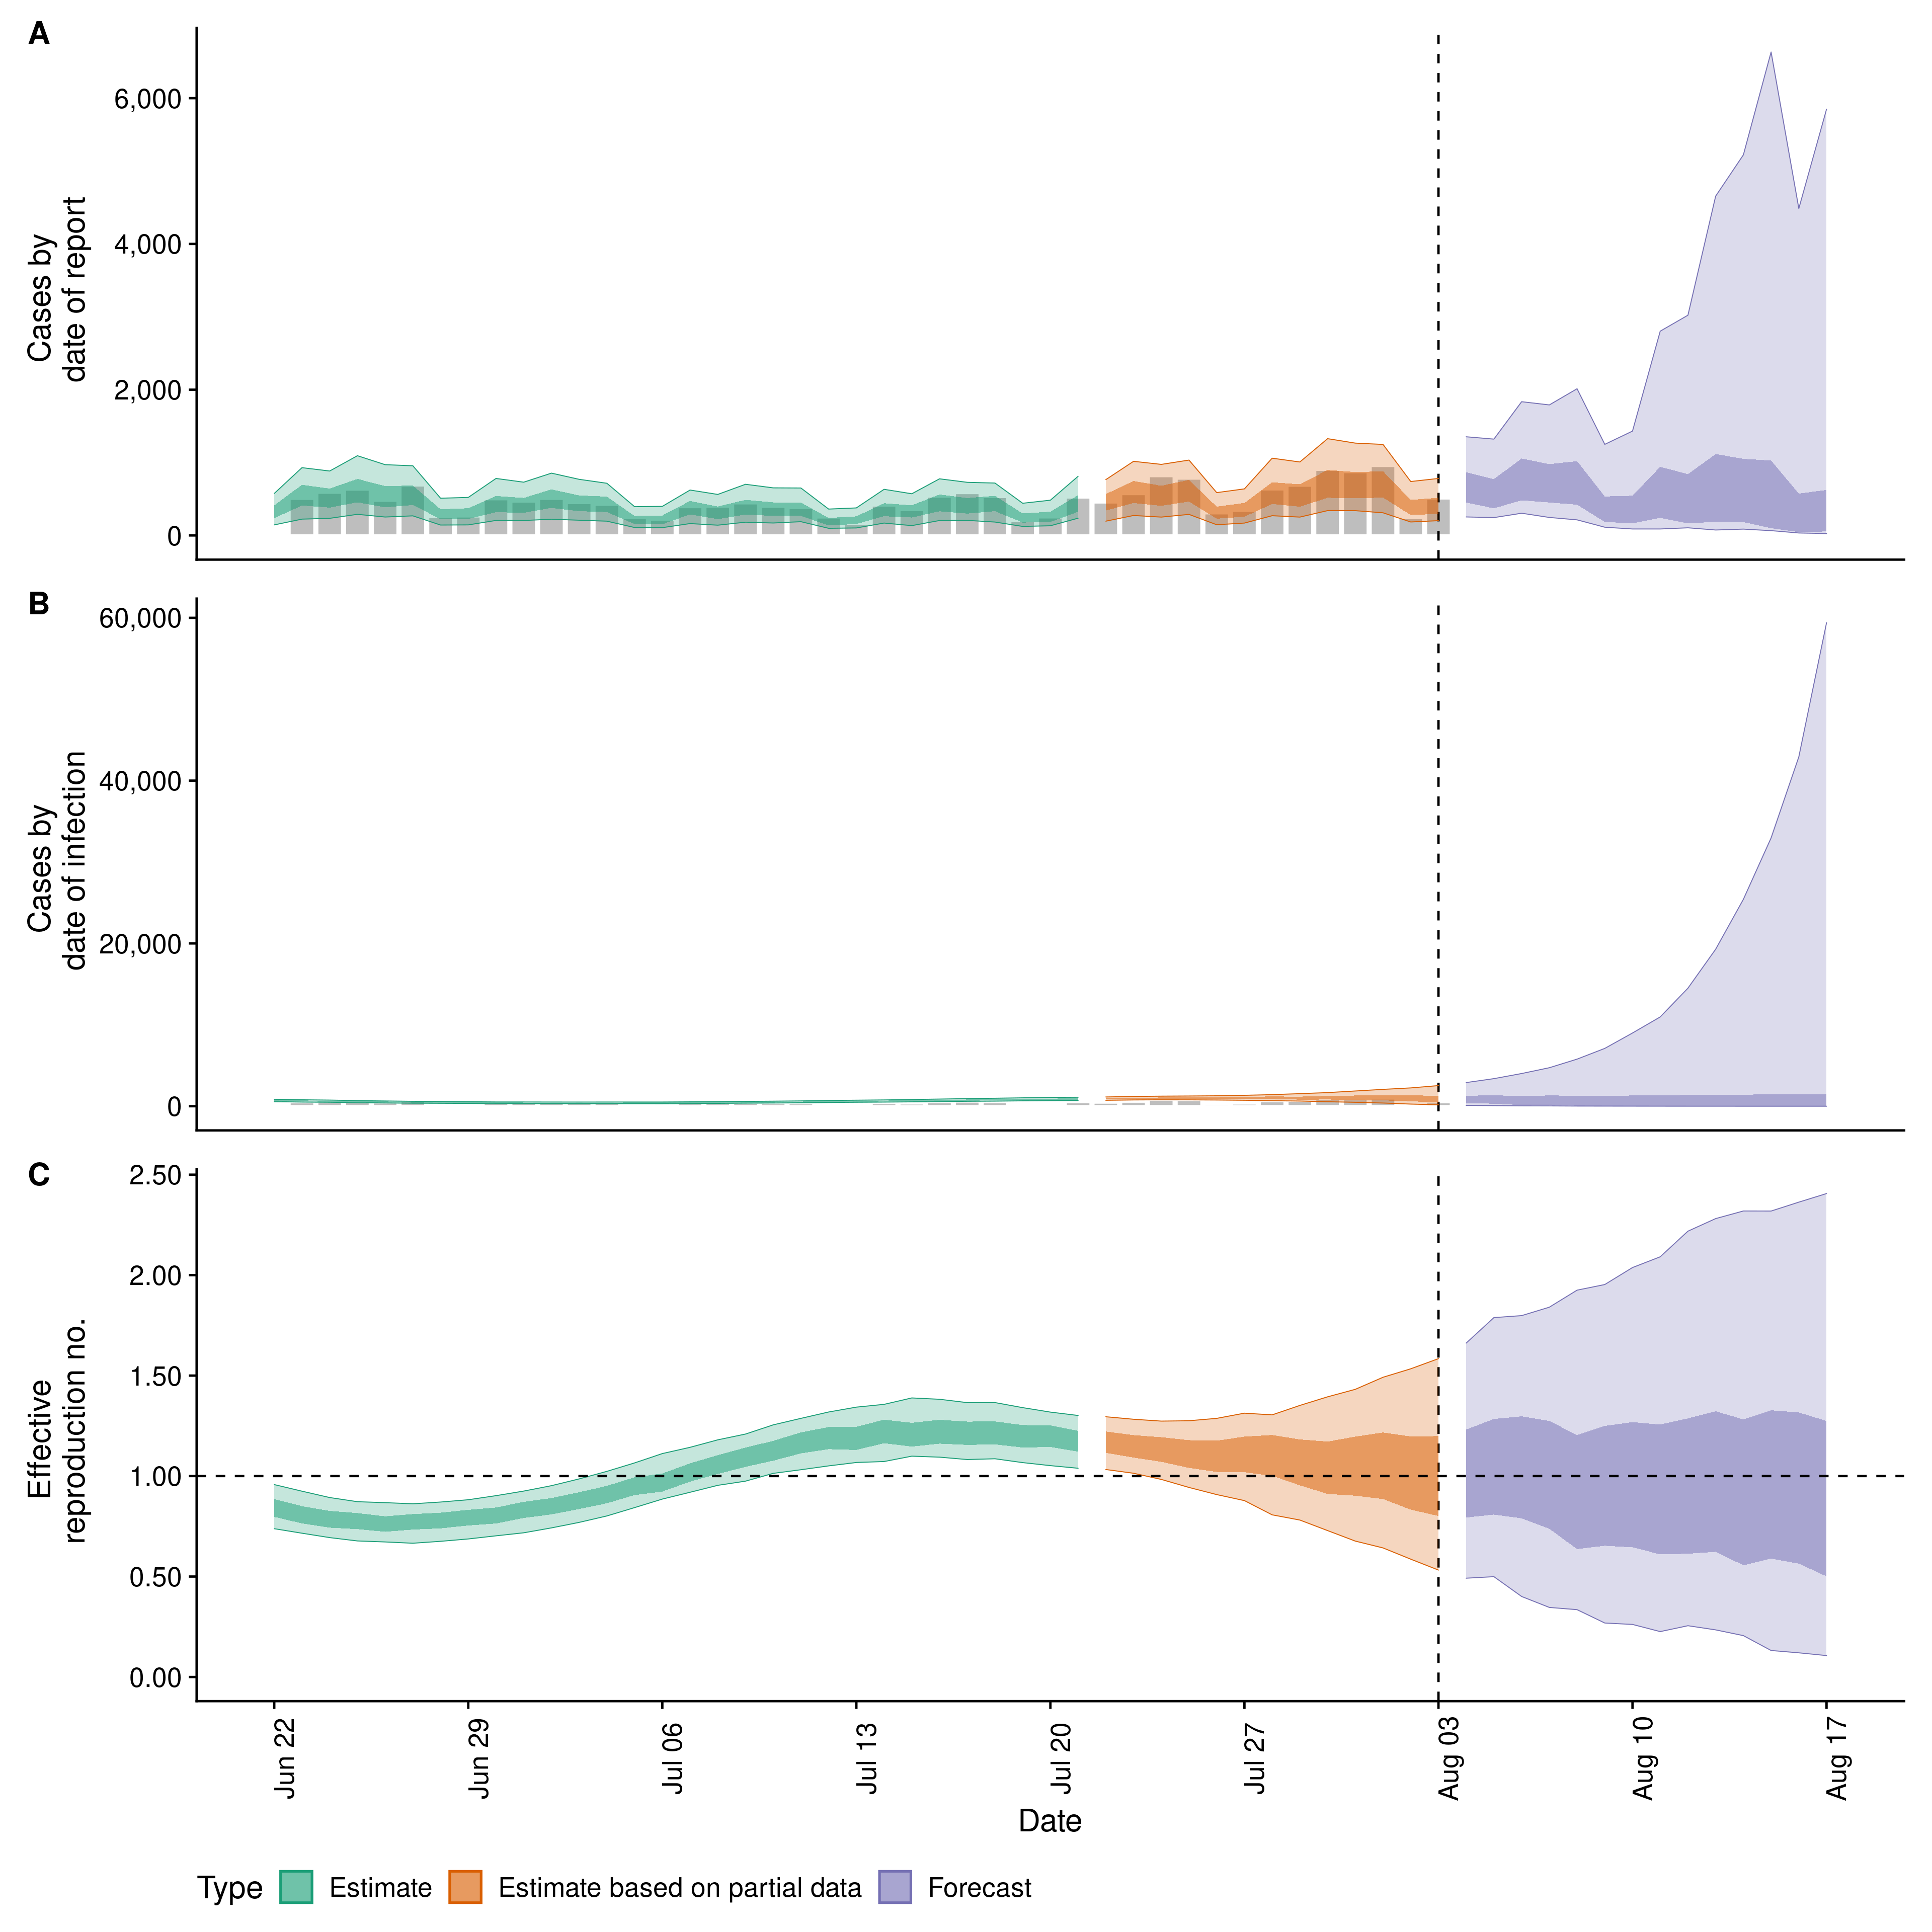 A
6,000
4,000
2,000
0
Cases by
date of report
B
60,000
40,000
20,000
0
Cases by
date of infection
C
2.50
2.00
1.50
1.00
0.50
0.00
Effective
reproduction no.
Jun 22
Jun 29
Jul 06
Jul 13
Jul 20
Jul 27
Aug 03
Aug 10
Aug 17
Date
Type Estimate Estimate based on partial data Forecast